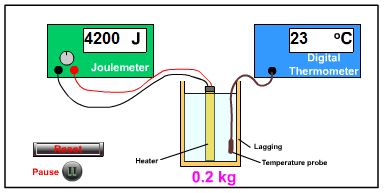 4200 J
Joulemeter
23 °C
Digital
Thermometer
Reset
Pause
Heater
Lagging
Temperature probe
0.2 kg